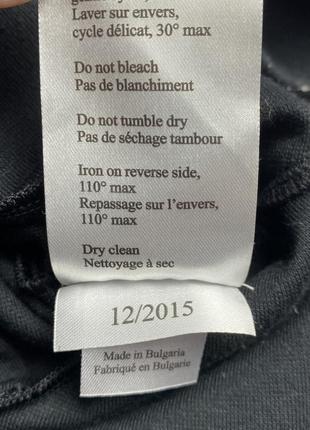 Laver sur envers,
cycle délicat, 30° max
Do not bleach
Pas de blanchiment
Do not tumble dry
Pas de séchage tambour
Iron on reverse side,
110° max
Repassage sur l'envers,
110° max
Dry clean
Nettoyage à sec
12/2015
Made in Bulgaria
Fabriqué en Bulgarie